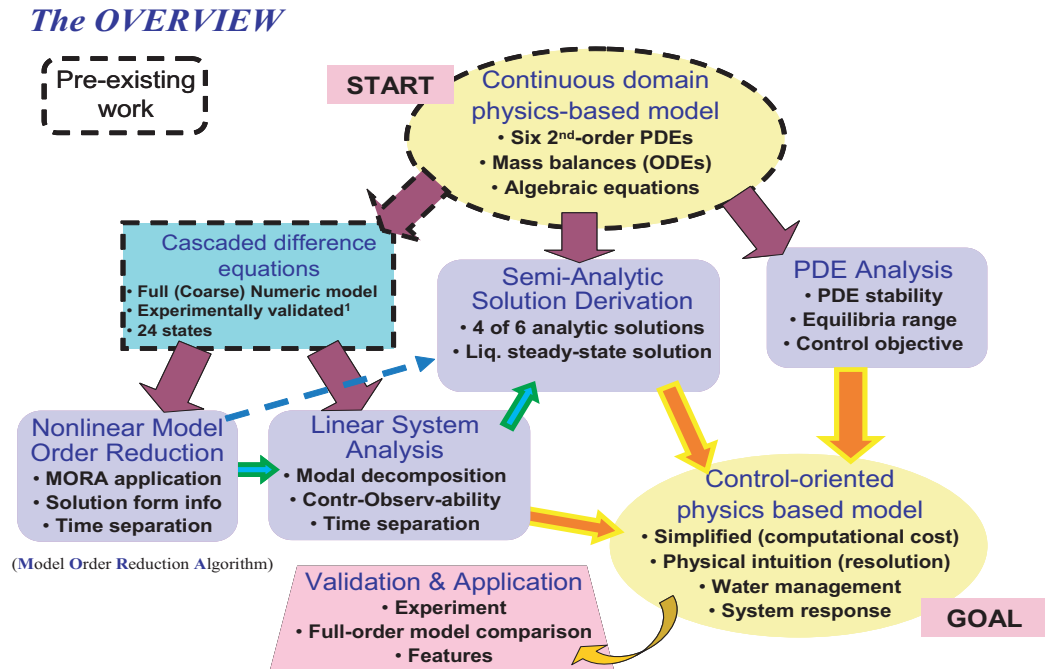 The OVERVIEW
Pre-existing
work
START
Continuous domain
physics-based model
• Six 2nd-order PDEs
• Mass balances (ODEs)
• Algebraic equations
Cascaded difference
equations
• Full (Coarse) Numeric model
• Experimentally validated1
• 24 states
Semi-Analytic
Solution Derivation
• 4 of 6 analytic solutions
• Liq. steady-state solution
PDE Analysis
• PDE stability
• Equilibria range
• Control objective
Nonlinear Model
Order Reduction
• MORA application
• Solution form info
• Time separation
(Model Order Reduction Algorithm)
Linear System
Analysis
• Modal decomposition
• Contr-Observ-ability
• Time separation
Control-oriented
physics based model
• Simplified (computational cost)
• Physical intuition (resolution)
• Water management
• System response
GOAL
Validation & Application
• Experiment
• Full-order model comparison
• Features